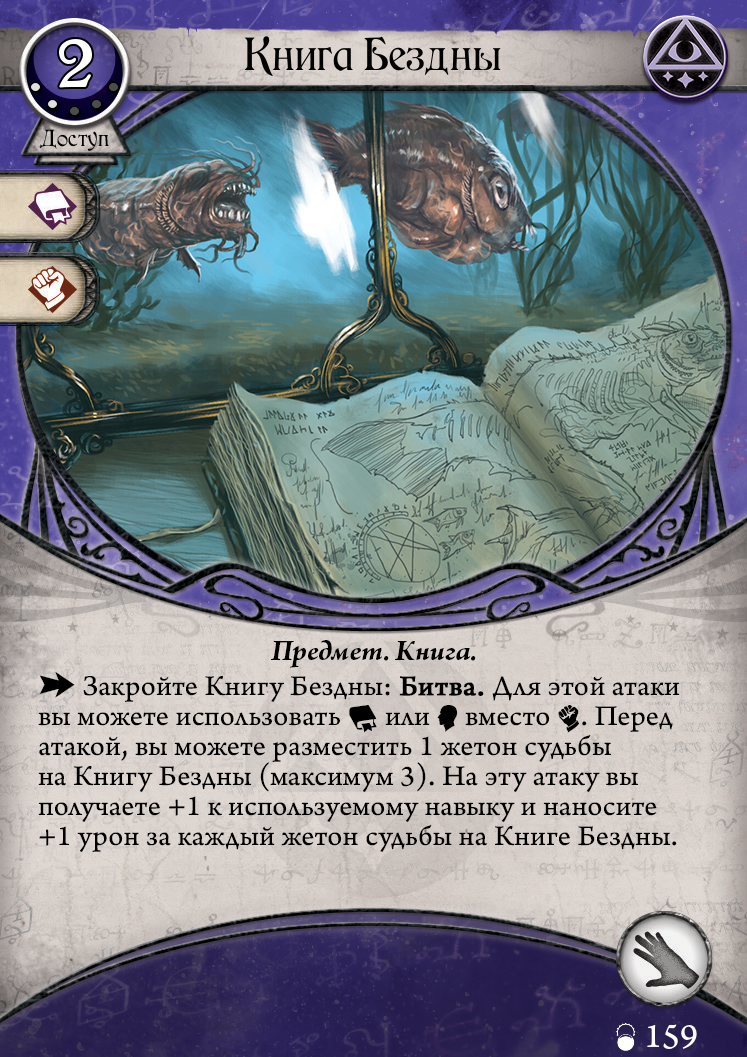 Книга Бездны
2
Доступ
Предмет. Книга.
Закройте Книгу Бездны: Битва. Для этой атаки
вы можете использовать или вместо . Перед
атакой, вы можете разместить 1 жетон судьбы
на Книгу Бездны (максимум 3). На эту атаку вы
получаете +1 к используемому навыку и наносите
+1 урон за каждый жетон судьбы на Книге Бездны.
159